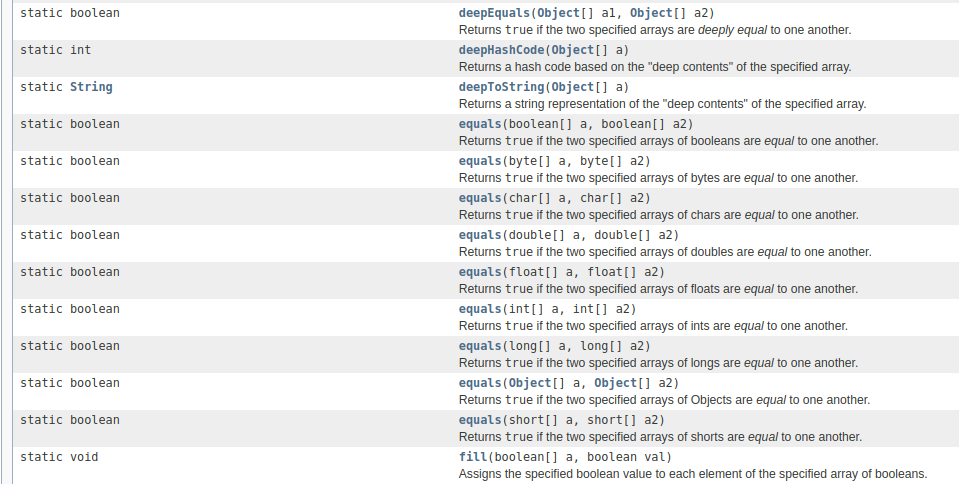 static boolean deepEquals(Object[] a1, Object[] a2)
Returns true if the two specified arrays are deeply equal to one another.
static int deepHashCode(Object[] a)
Returns a hash code based on the "deep contents" of the specified array.
static String deepToString(Object[] a)
Returns a string representation of the "deep contents" of the specified array.
static boolean equals(boolean[] a, boolean[] a2)
Returns true if the two specified arrays of booleans are equal to one another.
static boolean equals(byte[] a, byte[] a2)
Returns true if the two specified arrays of bytes are equal to one another.
static boolean equals(char[] a, char[] a2)
Returns true if the two specified arrays of chars are equal to one another.
static boolean equals(double[] a, double[] a2)
Returns true if the two specified arrays of doubles are equal to one another.
static boolean equals(float[] a, float[] a2)
Returns true if the two specified arrays of floats are equal to one another.
static boolean equals(int[] a, int[] a2)
Returns true if the two specified arrays of ints are equal to one another.
static boolean equals(long[] a, long[] a2)
Returns true if the two specified arrays of longs are equal to one another.
static boolean equals(Object[] a, Object[] a2)
Returns true if the two specified arrays of Objects are equal to one another.
static boolean equals(short[] a, short[] a2)
Returns true if the two specified arrays of shorts are equal to one another.
static void fill(boolean[] a, boolean val)
Assigns the specified boolean value to each element of the specified array of booleans.